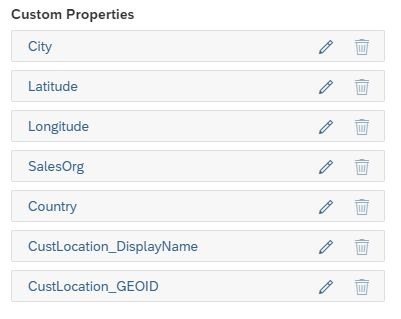 Custom Properties
City
Latitude
Longitude
SalesOrg
Country
CustLocation_DisplayName
CustLocation_GEOID